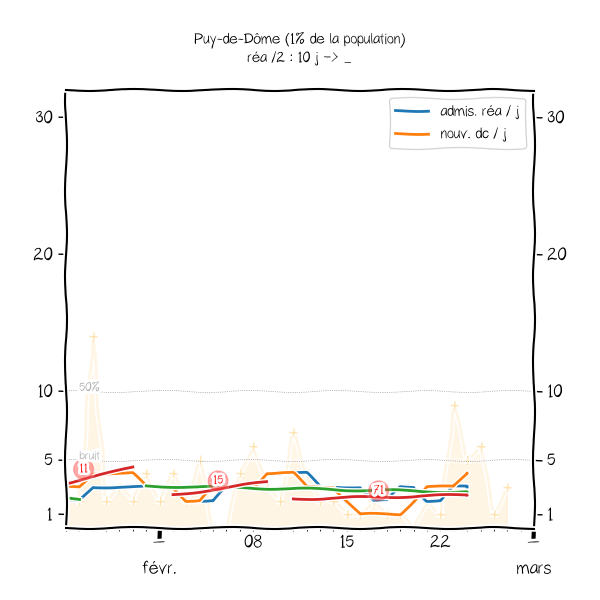 Puy-de-Dôme (1% de la population)
réa /2 : 10 j -> _
admis. réa / j
nouv. dc / j
30
30
20
20
10
10
50%
5
5
bruit
11
15
71
1
1
08
15
22
févr.
mars